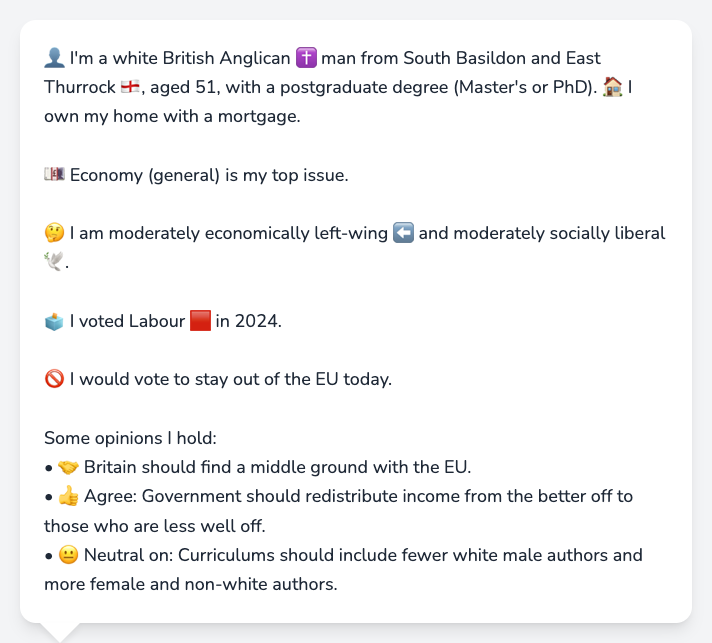 👤 I'm a white British Anglican ✝️ man from South Basildon and East
Thurrock 🏴󠁧󠁢󠁥󠁮󠁧󠁿, aged 51, with a postgraduate degree (Master's or PhD). 🏠 I
own my home with a mortgage.
💷 Economy (general) is my top issue.
🤔 I am moderately economically left-wing ⬅️ and moderately socially liberal
🕊️.
🗳️ I voted Labour 🟥 in 2024.
🚫 I would vote to stay out of the EU today.
Some opinions I hold:
• 🤝 Britain should find a middle ground with the EU.
• 👍 Agree: Government should redistribute income from the better off to
those who are less well off.
• 😐 Neutral on: Curriculums should include fewer white male authors and
more female and non-white authors.